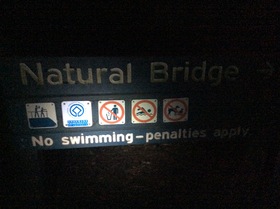 Natural Bridge →
No swimming – penalties apply.